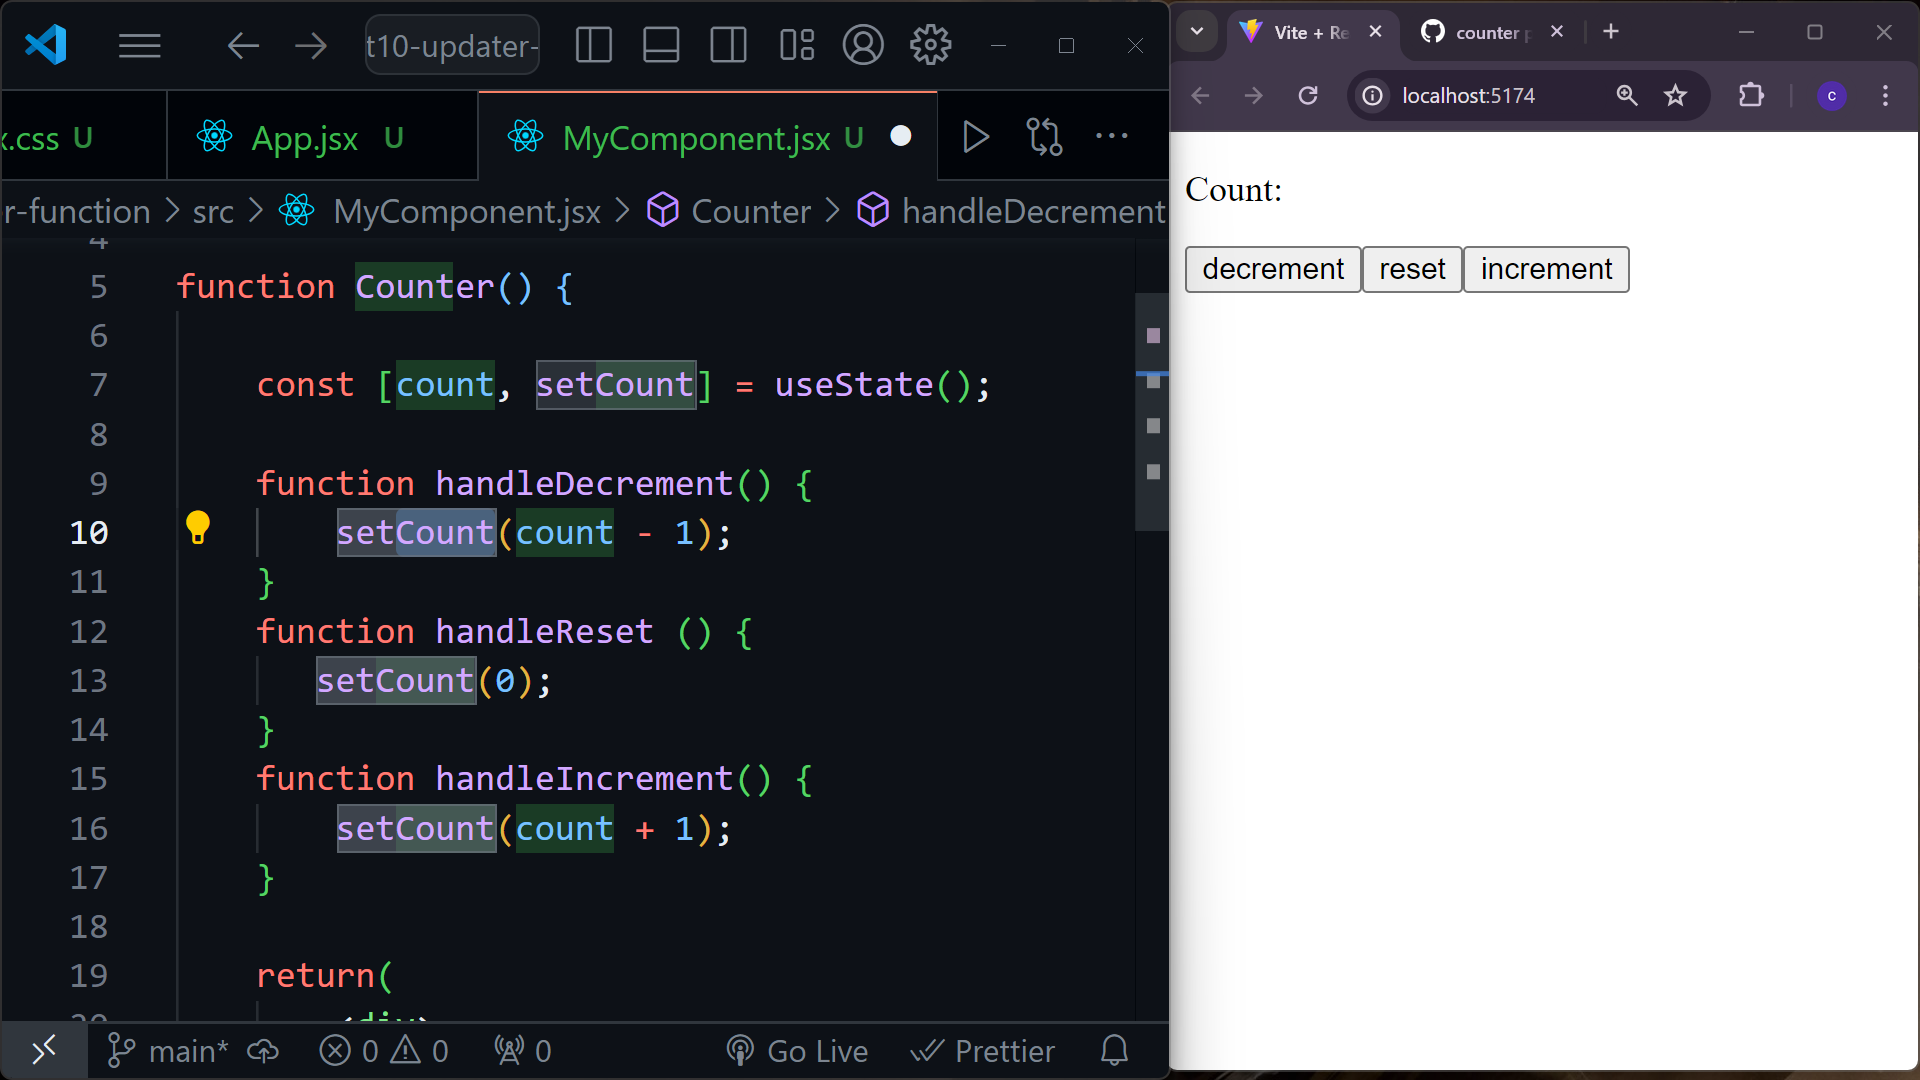 t10-updater-
x.css U
App.jsx U
MyComponent.jsx U
r-function > src > MyComponent.jsx > Counter > handleDecrement
4
5 function Counter() {
6
7 const [count, setCount] = useState();
8
9 function handleDecrement() {
10 setCount(count - 1);
11 }
12 function handleReset () {
13 setCount(0);
14 }
15 function handleIncrement() {
16 setCount(count + 1);
17 }
18
19 return(
20 <div>
main* 0 0 0 Go Live Prettier
Vite + Re
counter p
localhost:5174
c
Count:
decrement reset increment